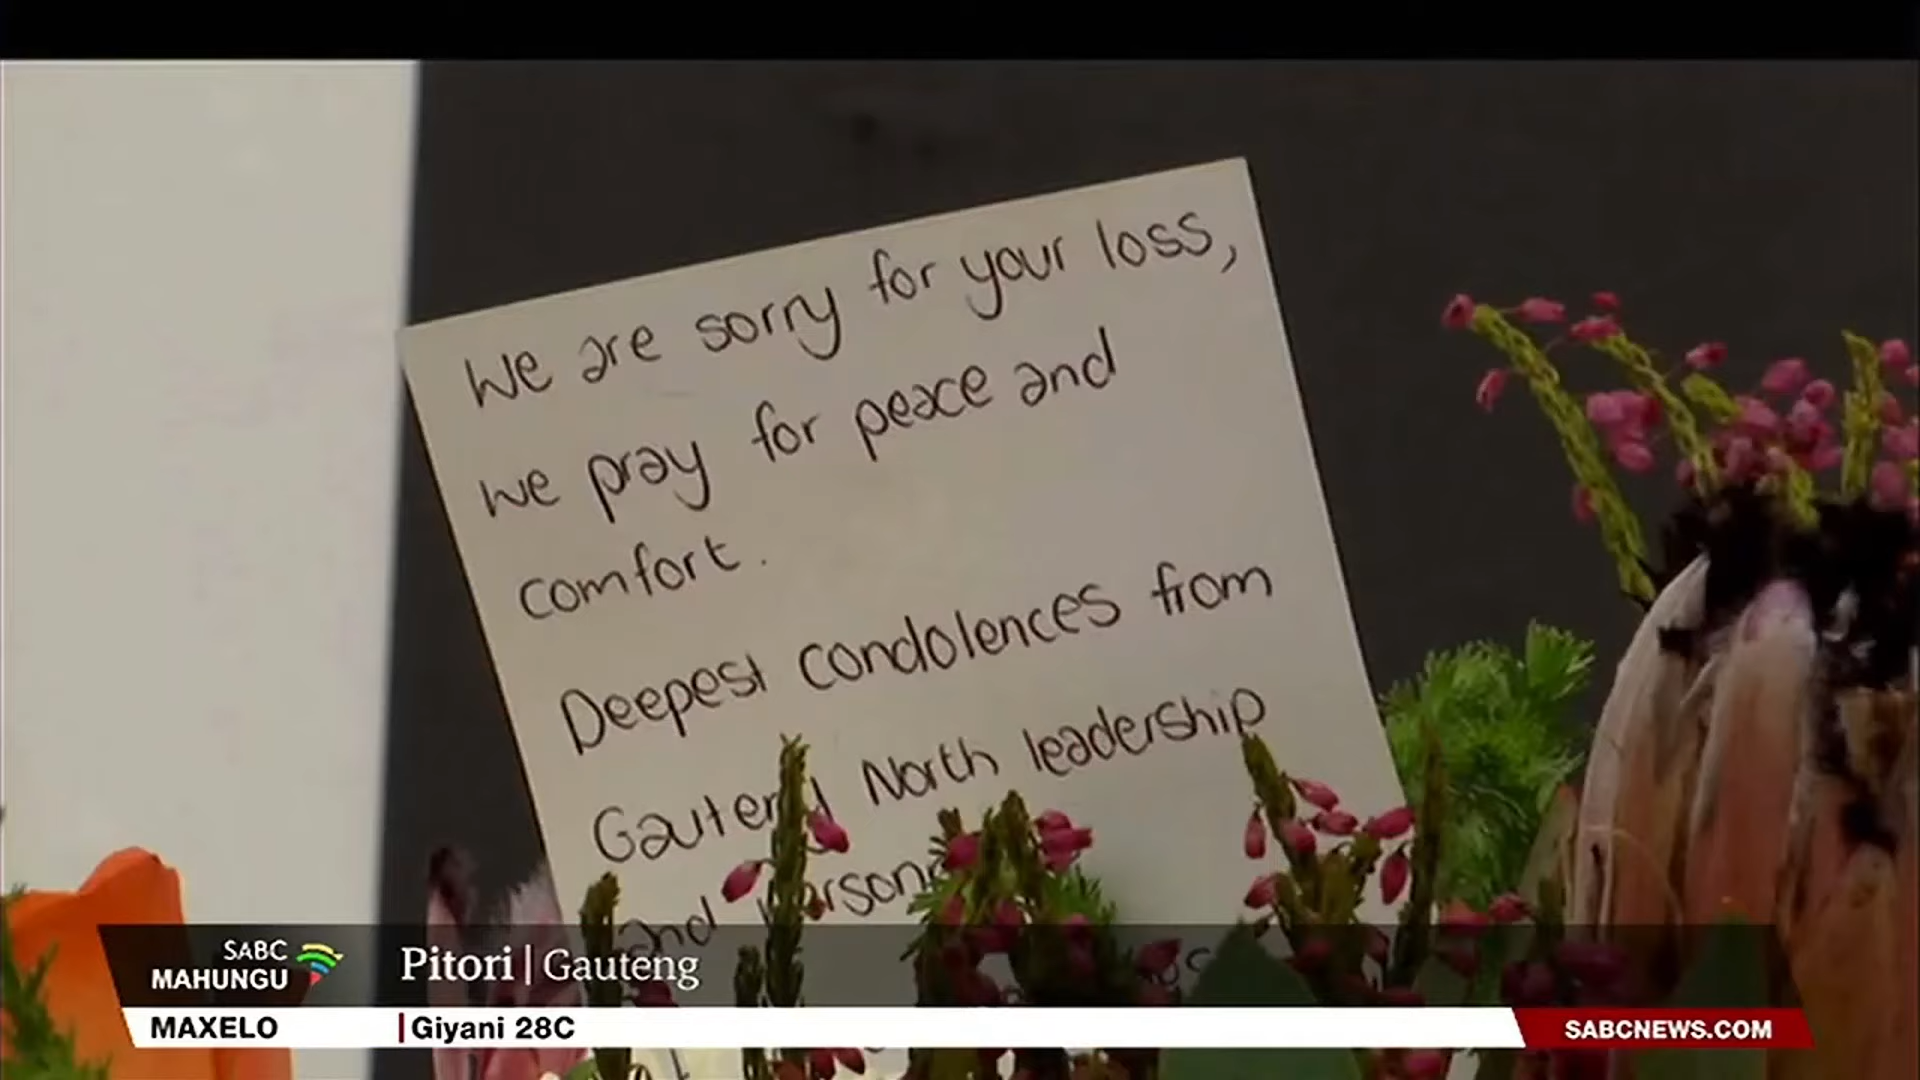 We are sorry for your loss,
we pray for peace and
comfort.
Deepest condolences from
North leadership
and
SABC
MAHUNGU
Pitori | Gauteng
MAXELO
Giyani 28C
SABCNEWS.COM